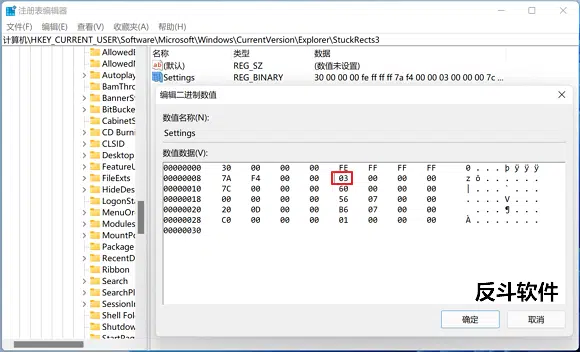 注册表编辑器
文件(F) 编辑(E) 查看(V) 收藏夹(A) 帮助(H)
计算机\HKEY_CURRENT_USER\Software\Microsoft\Windows\CurrentVersion\Explorer\StuckRects3
AllowedE
AllowedN
Autoplay
BamThro
BannerSt
BitBucke
CabinetS
CD Burni
CLSID
Desktop
FeatureU
FileExts
HideDes
LogonSta
MenuOr
Modules
MountPo
Package
RecentD
Ribbon
Search
SearchPl
SessionIn
Shell Fol
Shutdow
StartPag
名称 类型 数据
(默认) REG_SZ (数值未设置)
Settings REG_BINARY 30 00 00 00 fe ff ff ff 7a f4 00 00 03 00 00 00 7c ...
编辑二进制数值
数值名称(N):
Settings
数值数据(V):
00000000 30 00 00 00 FE FF FF FF 0...þÿÿÿ
00000008 7A F4 00 00 03 00 00 00 zô......
00000010 7C 00 00 00 60 00 00 00 |...`...
00000018 00 00 00 00 56 07 00 00 ....V...
00000020 20 0D 00 00 B6 07 00 00 ....¶...
00000028 C0 00 00 00 01 00 00 00 À.......
00000030
反斗软件
确定 取消